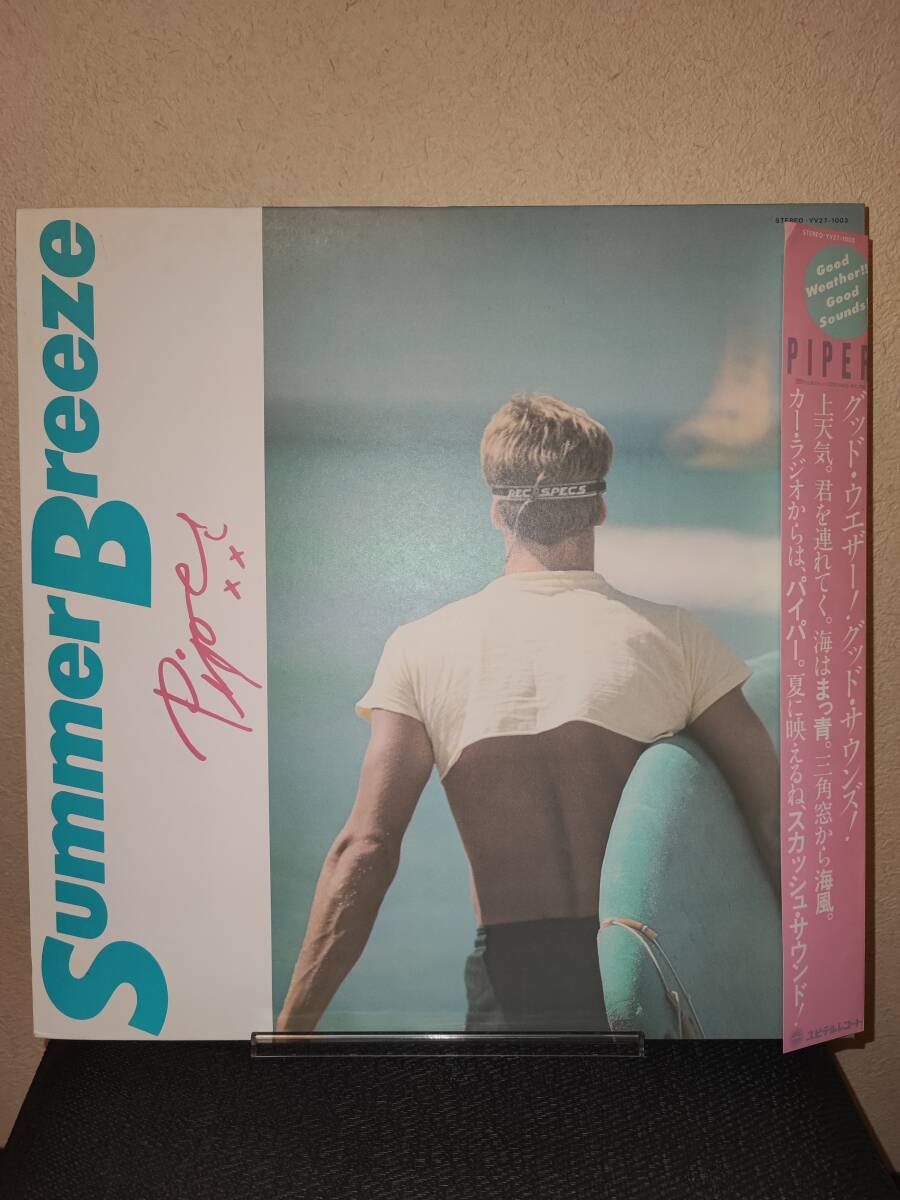 Summer Breeze
Piper
STEREO・YV27-1003
REC SPECS
STEREO・YV27-1003
Good
Weather!!
Good
Sounds!
PIPER
グッド・ウエザー！グッド・サウンズ！
上天気。君を連れてく。海はまっ青。三角窓から海風。
カー・ラジオからは、パイパー。夏に映えるね、スカッシュ・サウンド！
ユピテル・レコード